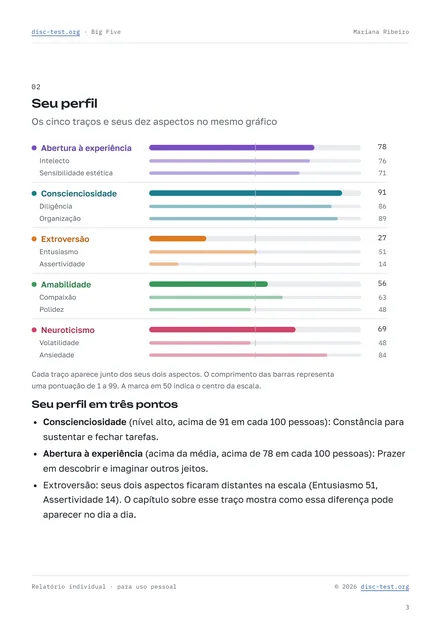 disc-test.org · Big Five
Mariana Ribeiro
02
Seu perfil
Os cinco traços e seus dez aspectos no mesmo gráfico
Abertura à experiência 78
Intelecto 76
Sensibilidade estética 71
Conscienciosidade 91
Diligência 86
Organização 89
Extroversão 27
Entusiasmo 51
Assertividade 14
Amabilidade 56
Compaixão 63
Polidez 48
Neuroticismo 69
Volatilidade 48
Ansiedade 84
Cada traço aparece junto dos seus dois aspectos. O comprimento das barras representa
uma pontuação de 1 a 99. A marca em 50 indica o centro da escala.
Seu perfil em três pontos
• Conscienciosidade (nível alto, acima de 91 em cada 100 pessoas): Constância para
sustentar e fechar tarefas.
• Abertura à experiência (acima da média, acima de 78 em cada 100 pessoas): Prazer
em descobrir e imaginar outros jeitos.
• Extroversão: seus dois aspectos ficaram distantes na escala (Entusiasmo 51,
Assertividade 14). O capítulo sobre esse traço mostra como essa diferença pode
aparecer no dia a dia.
Relatório individual · para uso pessoal
© 2026 disc-test.org
3